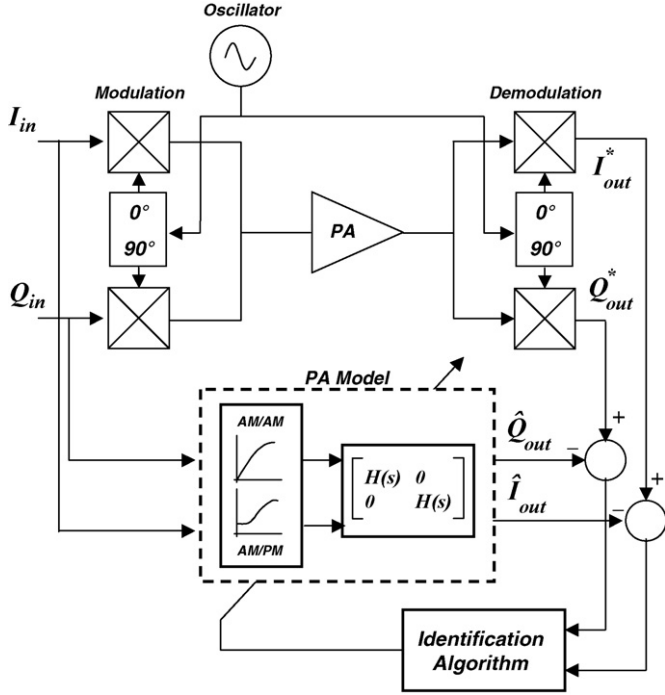 Oscillator
Modulation
Demodulation
I_in
I*_out
0°
90°
PA
0°
90°
Q_in
Q*_out
PA Model
AM/AM
AM/PM
H(s) 0
0 H(s)
Q̂_out
Î_out
+
−
+
−
Identification
Algorithm